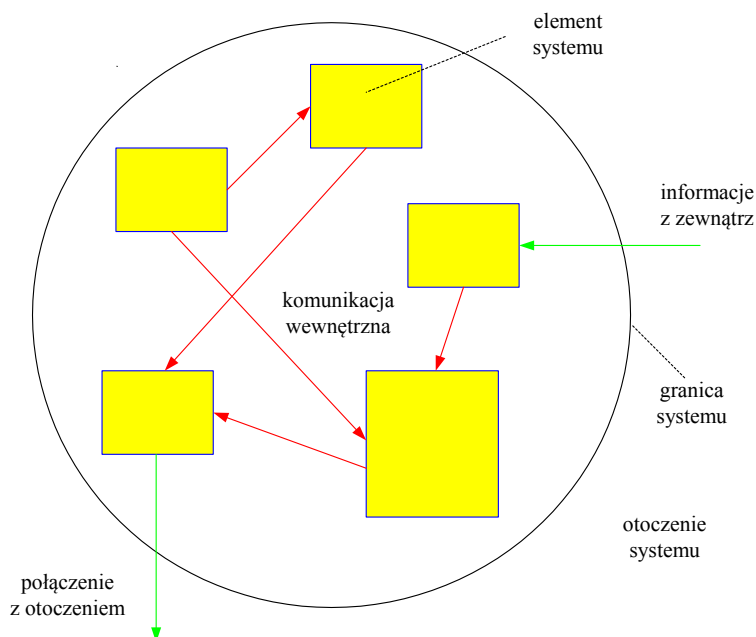 element
systemu
informacje
z zewnątrz
komunikacja
wewnętrzna
granica
systemu
otoczenie
systemu
połączenie
z otoczeniem